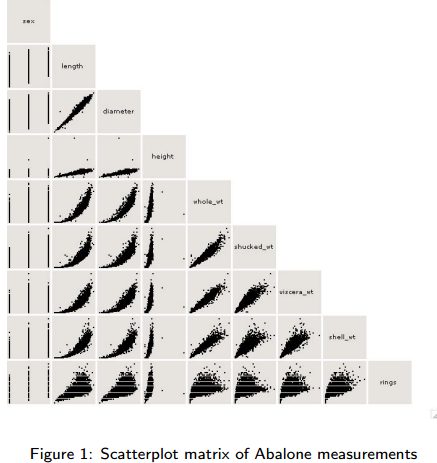 sex
length
diameter
height
whole_wt
shucked_wt
viscera_wt
shell_wt
rings
Figure 1: Scatterplot matrix of Abalone measurements